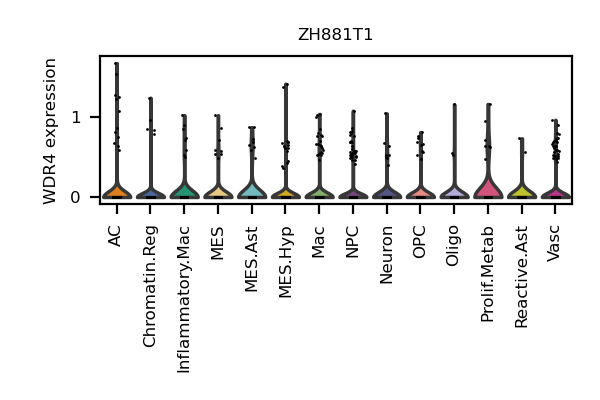 ZH881T1
WDR4 expression
1
0
AC
Chromatin.Reg
Inflammatory.Mac
MES
MES.Ast
MES.Hyp
Mac
NPC
Neuron
OPC
Oligo
Prolif.Metab
Reactive.Ast
Vasc